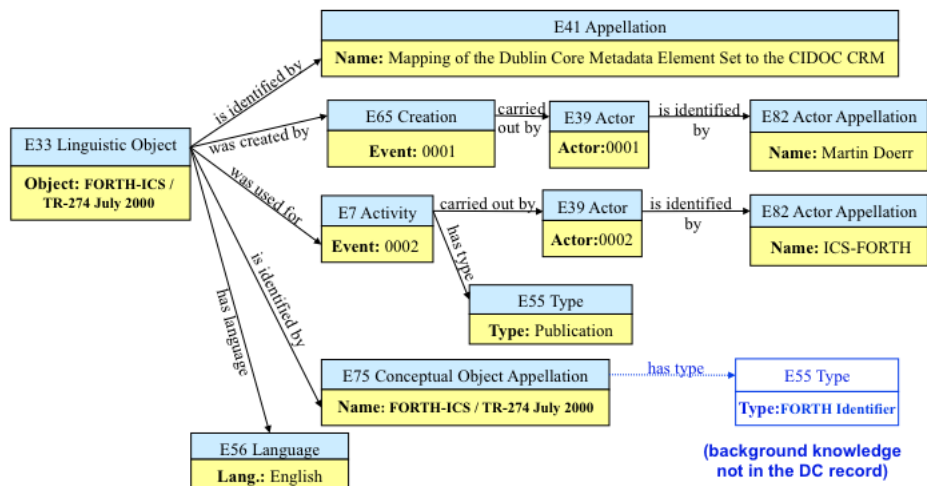 E41 Appellation
Name: Mapping of the Dublin Core Metadata Element Set to the CIDOC CRM
is identified by
E65 Creation
Event: 0001
carried
out by
E39 Actor
Actor:0001
is identified
by
E82 Actor Appellation
Name: Martin Doerr
was created by
E33 Linguistic Object
Object: FORTH-ICS /
TR-274 July 2000
was used for
E7 Activity
Event: 0002
carried out by
E39 Actor
Actor:0002
is identified
by
E82 Actor Appellation
Name: ICS-FORTH
has type
E55 Type
Type: Publication
is identified by
E75 Conceptual Object Appellation
Name: FORTH-ICS / TR-274 July 2000
has type
E55 Type
Type:FORTH Identifier
(background knowledge
not in the DC record)
has language
E56 Language
Lang.: English